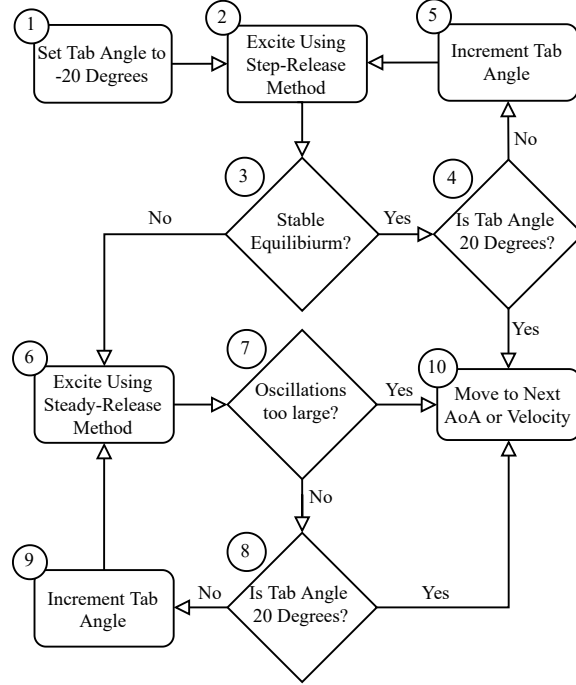 1
Set Tab Angle to
-20 Degrees
2
Excite Using
Step-Release
Method
5
Increment Tab
Angle
No
3
Stable
Equilibiurm?
No
Yes
4
Is Tab Angle
20 Degrees?
Yes
6
Excite Using
Steady-Release
Method
7
Oscillations
too large?
Yes
10
Move to Next
AoA or Velocity
No
9
Increment Tab
Angle
No
8
Is Tab Angle
20 Degrees?
Yes